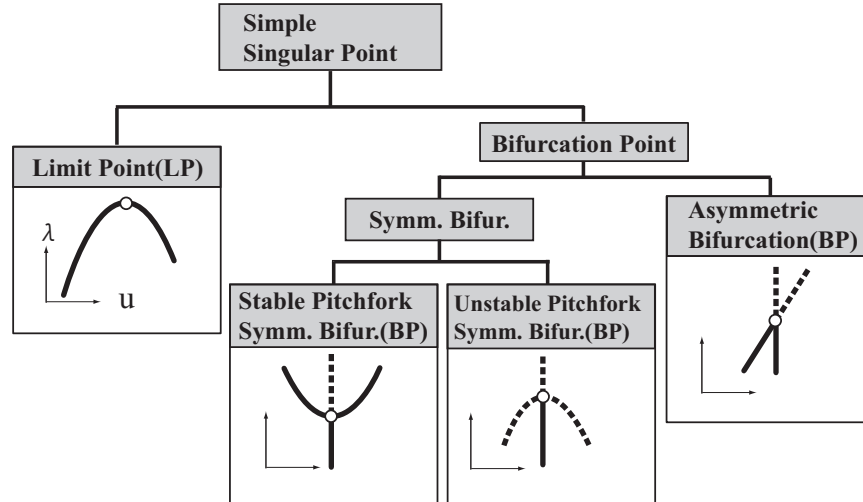 Simple
Singular Point
Bifurcation Point
Limit Point(LP)
λ
u
Symm. Bifur.
Asymmetric
Bifurcation(BP)
Stable Pitchfork
Symm. Bifur.(BP)
Unstable Pitchfork
Symm. Bifur.(BP)